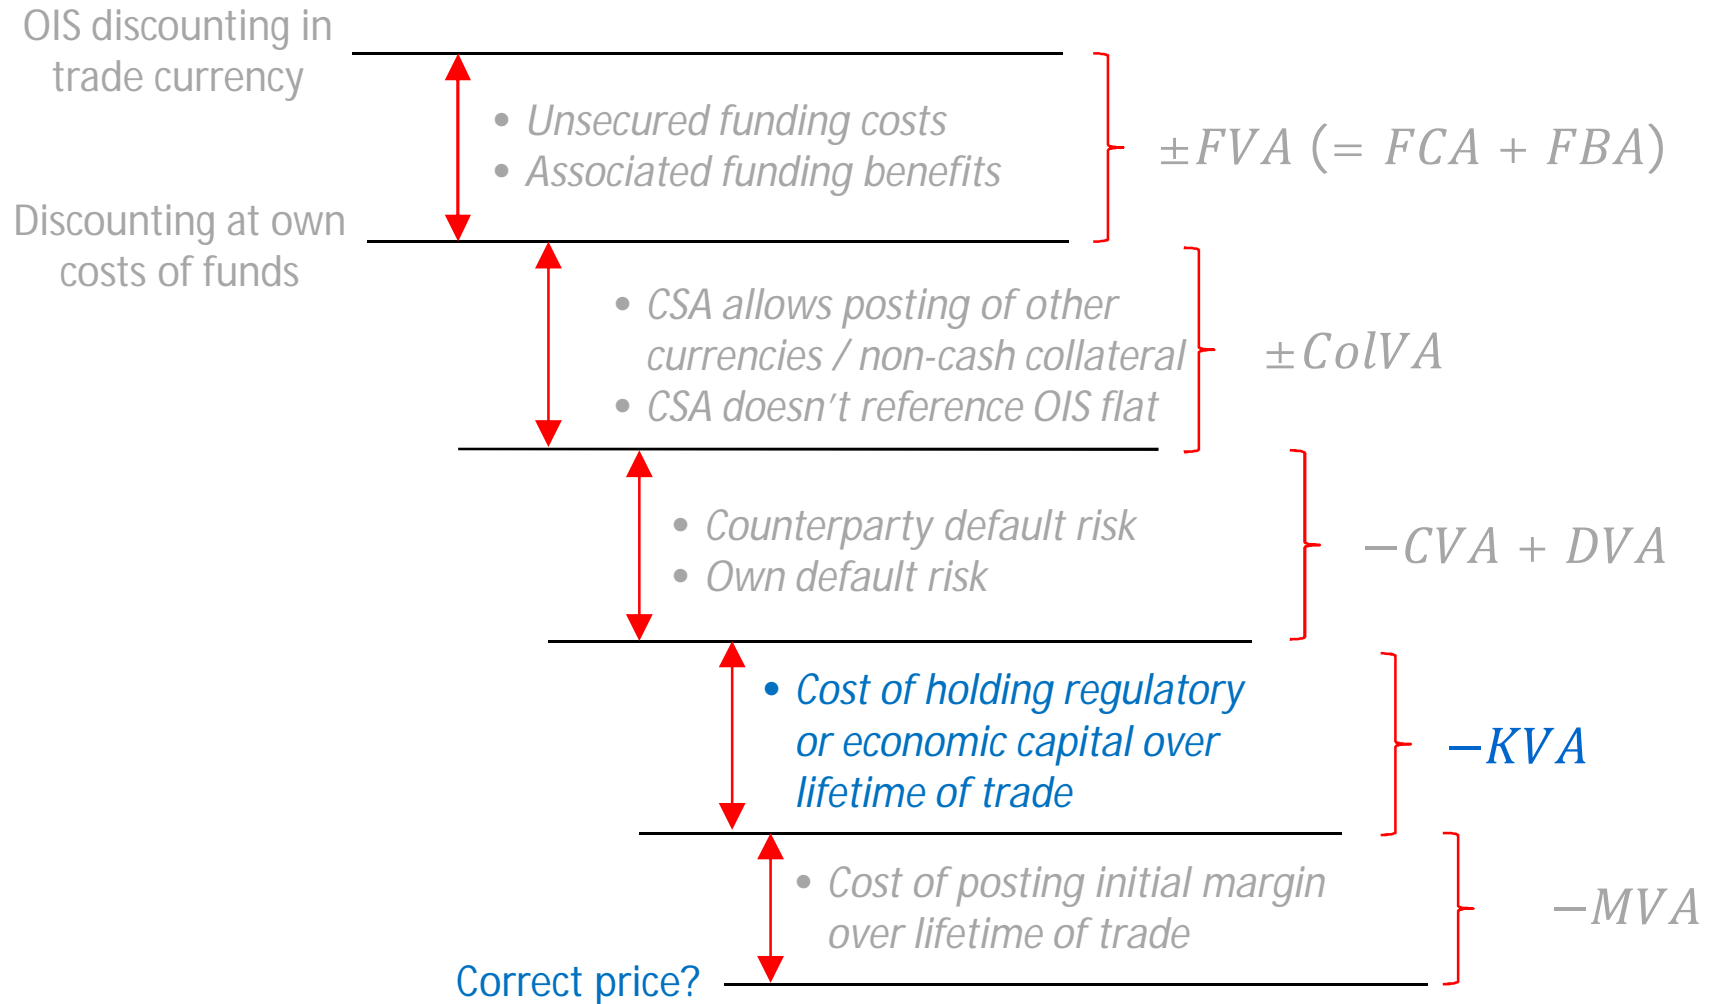 OIS discounting in
trade currency
• Unsecured funding costs
• Associated funding benefits
±FVA (= FCA + FBA)
Discounting at own
costs of funds
• CSA allows posting of other
currencies / non-cash collateral
• CSA doesn't reference OIS flat
±ColVA
• Counterparty default risk
• Own default risk
−CVA + DVA
• Cost of holding regulatory
or economic capital over
lifetime of trade
−KVA
• Cost of posting initial margin
over lifetime of trade
−MVA
Correct price?